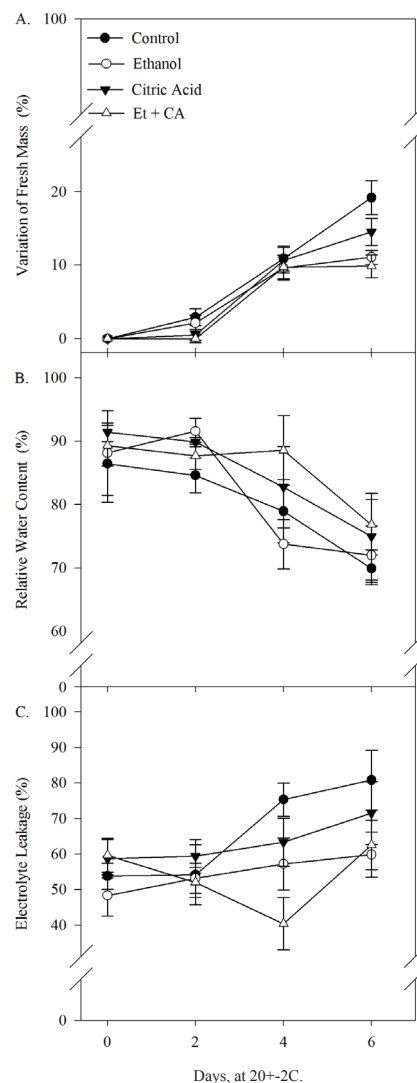 A.
100
Control
Ethanol
Citric Acid
Et + CA
Variation of Fresh Mass (%)
20
10
0
B.
100
90
80
70
60
0
Relative Water Content (%)
C.
100
90
80
70
60
50
40
0
Electrolyte Leakage (%)
0 2 4 6
Days, at 20+-2C.